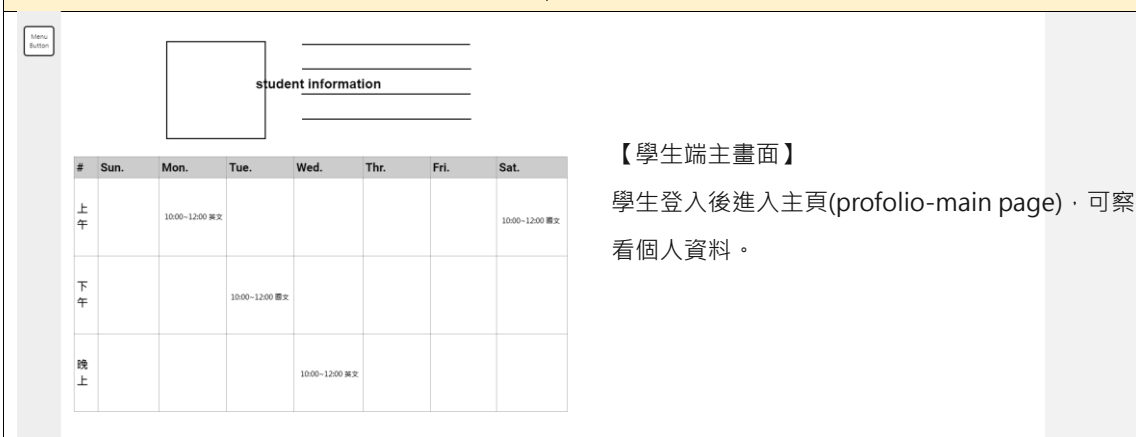 Menu
Button
student information
# Sun. Mon. Tue. Wed. Thr. Fri. Sat.
上
午
10:00~12:00 英文
10:00~12:00 國文
下
午
10:00~12:00 國文
晚
上
10:00~12:00 英文
【學生端主畫面】
學生登入後進入主頁(profolio-main page)，可察
看個人資料。